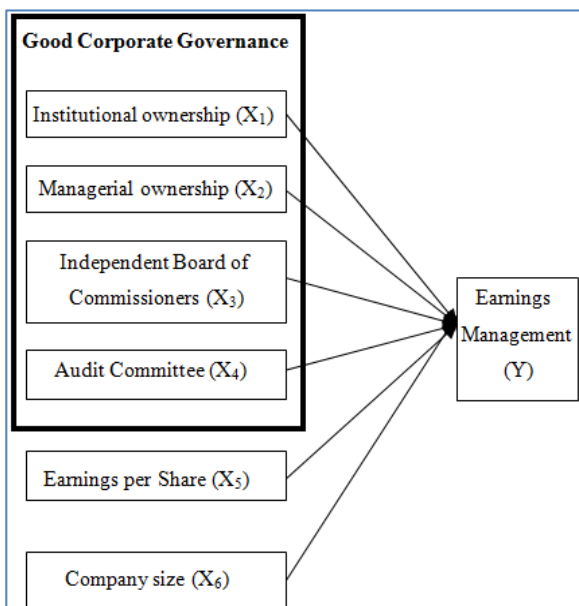 Good Corporate Governance
Institutional ownership (X₁)
Managerial ownership (X₂)
Independent Board of
Commissioners (X₃)
Audit Committee (X₄)
Earnings per Share (X₅)
Company size (X₆)
Earnings
Management
(Y)